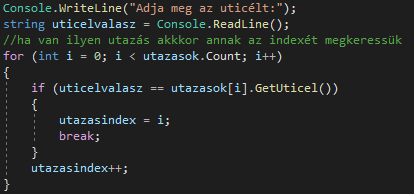 Console.WriteLine("Adja meg az uticélt:");
string uticelvalasz = Console.ReadLine();
//ha van ilyen utazás akkkor annak az indexét megkeressük
for (int i = 0; i < utazasok.Count; i++)
{
if (uticelvalasz == utazasok[i].GetUticel())
{
utazasindex = i;
break;
}
utazasindex++;
}